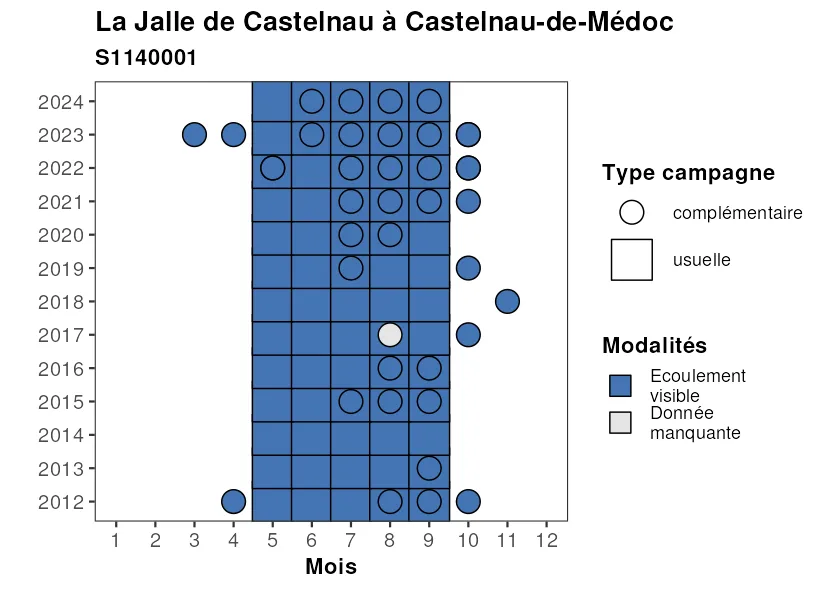 La Jalle de Castelnau à Castelnau-de-Médoc
S1140001
2024
2023
2022
2021
2020
2019
2018
2017
2016
2015
2014
2013
2012
1 2 3 4 5 6 7 8 9 10 11 12
Mois
Type campagne
complémentaire
usuelle
Modalités
Ecoulement
visible
Donnée
manquante